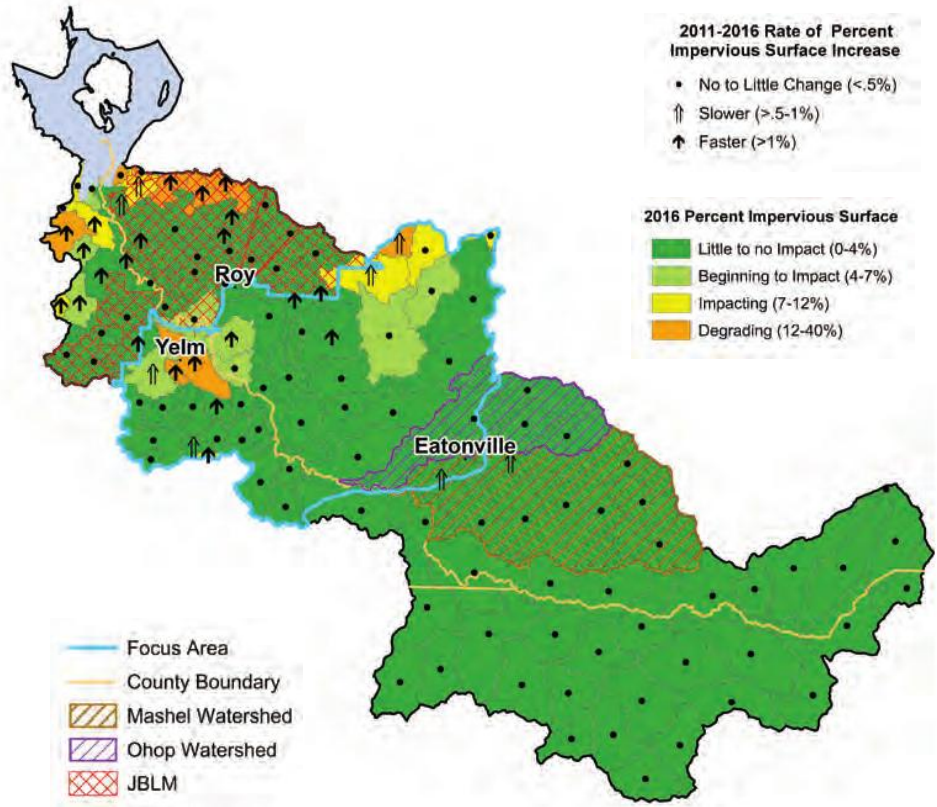 2011-2016 Rate of Percent
Impervious Surface Increase
No to Little Change (<.5%)
Slower (>.5-1%)
Faster (>1%)
2016 Percent Impervious Surface
Little to no Impact (0-4%)
Beginning to Impact (4-7%)
Impacting (7-12%)
Degrading (12-40%)
Roy
Yelm
Eatonville
Focus Area
County Boundary
Mashel Watershed
Ohop Watershed
JBLM